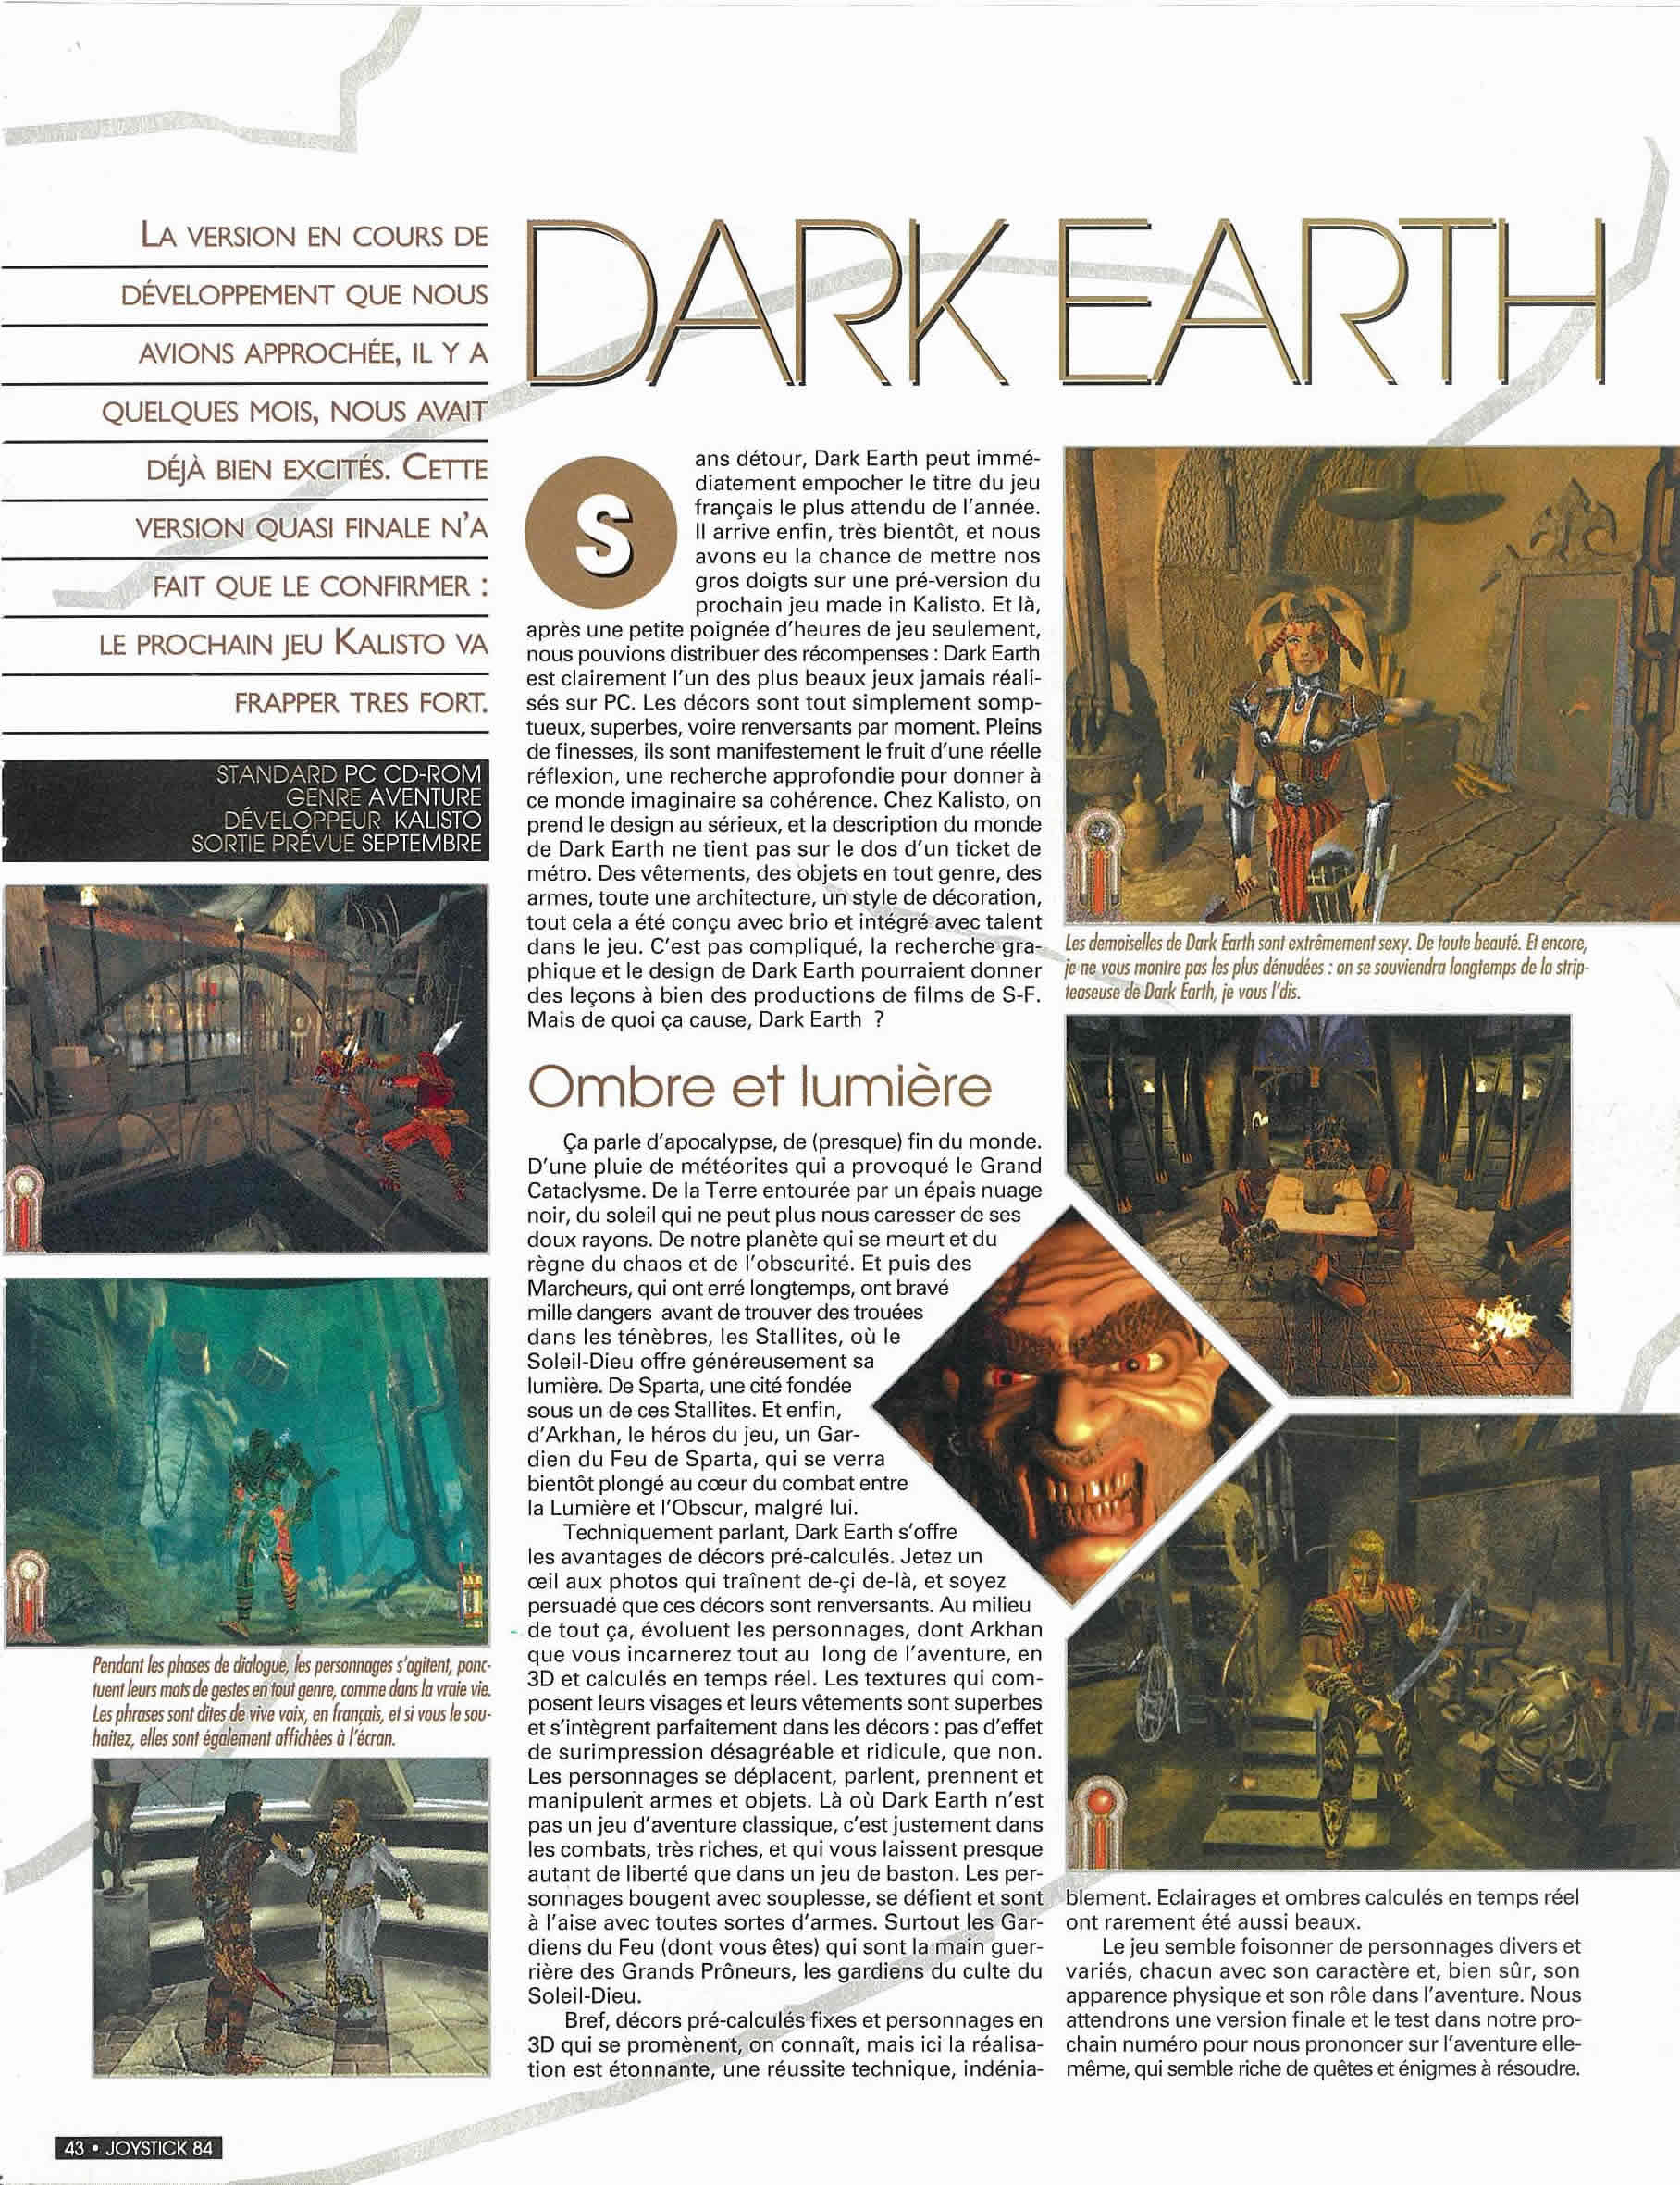 LA VERSION EN COURS DE
DÉVELOPPEMENT QUE NOUS
AVIONS APPROCHÉE, IL Y A
QUELQUES MOIS, NOUS AVAIT
DÉJÀ BIEN EXCITÉS. CETTE
VERSION QUASI FINALE N'A
FAIT QUE LE CONFIRMER :
LE PROCHAIN JEU KALISTO VA
FRAPPER TRES FORT.
STANDARD PC CD-ROM
GENRE AVENTURE
DÉVELOPPEUR KALISTO
SORTIE PRÉVUE SEPTEMBRE
DARK EARTH
S
ans détour, Dark Earth peut immé-
diatement empocher le titre du jeu
français le plus attendu de l'année.
Il arrive enfin, très bientôt, et nous
avons eu la chance de mettre nos
gros doigts sur une pré-version du
prochain jeu made in Kalisto. Et là,
après une petite poignée d'heures de jeu seulement,
nous pouvions distribuer des récompenses : Dark Earth
est clairement l'un des plus beaux jeux jamais réali-
sés sur PC. Les décors sont tout simplement somp-
tueux, superbes, voire renversants par moment. Pleins
de finesses, ils sont manifestement le fruit d'une réelle
réflexion, une recherche approfondie pour donner à
ce monde imaginaire sa cohérence. Chez Kalisto, on
prend le design au sérieux, et la description du monde
de Dark Earth ne tient pas sur le dos d'un ticket de
métro. Des vêtements, des objets en tout genre, des
armes, toute une architecture, un style de décoration,
tout cela a été conçu avec brio et intégré avec talent
dans le jeu. C'est pas compliqué, la recherche gra-
phique et le design de Dark Earth pourraient donner
des leçons à bien des productions de films de S-F.
Mais de quoi ça cause, Dark Earth ?
Ombre et lumière
Ça parle d'apocalypse, de (presque) fin du monde.
D'une pluie de météorites qui a provoqué le Grand
Cataclysme. De la Terre entourée par un épais nuage
noir, du soleil qui ne peut plus nous caresser de ses
doux rayons. De notre planète qui se meurt et du
règne du chaos et de l'obscurité. Et puis des
Marcheurs, qui ont erré longtemps, ont bravé
mille dangers avant de trouver des trouées
dans les ténèbres, les Stallites, où le
Soleil-Dieu offre généreusement sa
lumière. De Sparta, une cité fondée
sous un de ces Stallites. Et enfin,
d'Arkhan, le héros du jeu, un Gar-
dien du Feu de Sparta, qui se verra
bientôt plongé au cœur du combat entre
la Lumière et l'Obscur, malgré lui.
Techniquement parlant, Dark Earth s'offre
les avantages de décors pré-calculés. Jetez un
œil aux photos qui traînent de-çi de-là, et soyez
persuadé que ces décors sont renversants. Au milieu
de tout ça, évoluent les personnages, dont Arkhan
que vous incarnerez tout au long de l'aventure, en
3D et calculés en temps réel. Les textures qui com-
posent leurs visages et leurs vêtements sont superbes
et s'intègrent parfaitement dans les décors : pas d'effet
de surimpression désagréable et ridicule, que non.
Les personnages se déplacent, parlent, prennent et
manipulent armes et objets. Là où Dark Earth n'est
pas un jeu d'aventure classique, c'est justement dans
les combats, très riches, et qui vous laissent presque
autant de liberté que dans un jeu de baston. Les per-
sonnages bougent avec souplesse, se défient et sont
à l'aise avec toutes sortes d'armes. Surtout les Gar-
diens du Feu (dont vous êtes) qui sont la main guer-
rière des Grands Prôneurs, les gardiens du culte du
Soleil-Dieu.
Bref, décors pré-calculés fixes et personnages en
3D qui se promènent, on connaît, mais ici la réalisa-
tion est étonnante, une réussite technique, indénia-
blement. Eclairages et ombres calculés en temps réel
ont rarement été aussi beaux.
Le jeu semble foisonner de personnages divers et
variés, chacun avec son caractère et, bien sûr, son
apparence physique et son rôle dans l'aventure. Nous
attendrons une version finale et le test dans notre pro-
chain numéro pour nous prononcer sur l'aventure elle-
même, qui semble riche de quêtes et énigmes à résoudre.
Les demoiselles de Dark Earth sont extrêmement sexy. De toute beauté. Et encore,
je ne vous montre pas les plus dénudées : on se souviendra longtemps de la strip-
teaseuse de Dark Earth, je vous l'dis.
Pendant les phases de dialogue, les personnages s'agitent, ponc-
tuent leurs mots de gestes en tout genre, comme dans la vraie vie.
Les phrases sont dites de vive voix, en français, et si vous le sou-
haitez, elles sont également affichées à l'écran.
43 • JOYSTICK 84